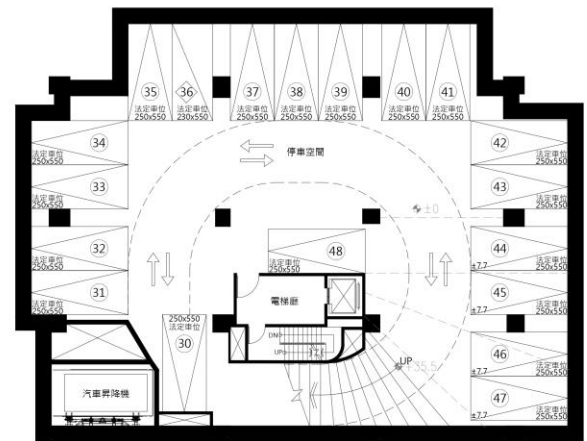 35
法定車位
250x550
36
法定車位
230x550
37
法定車位
250x550
38
法定車位
250x550
39
法定車位
250x550
40
法定車位
250x550
41
法定車位
250x550
34
法定車位
250x550
33
法定車位
250x550
32
法定車位
250x550
31
法定車位
250x550
停車空間
42
法定車位
250x550
43
法定車位
250x550
±0
44
法定車位
250x550
±7.7
45
法定車位
250x550
±7.7
46
法定車位
250x550
±7.7
47
法定車位
250x550
±7.7
48
法定車位
250x550
電梯廳
DN
UP
250x550
法定車位
30
UP
+35.5
汽車昇降機